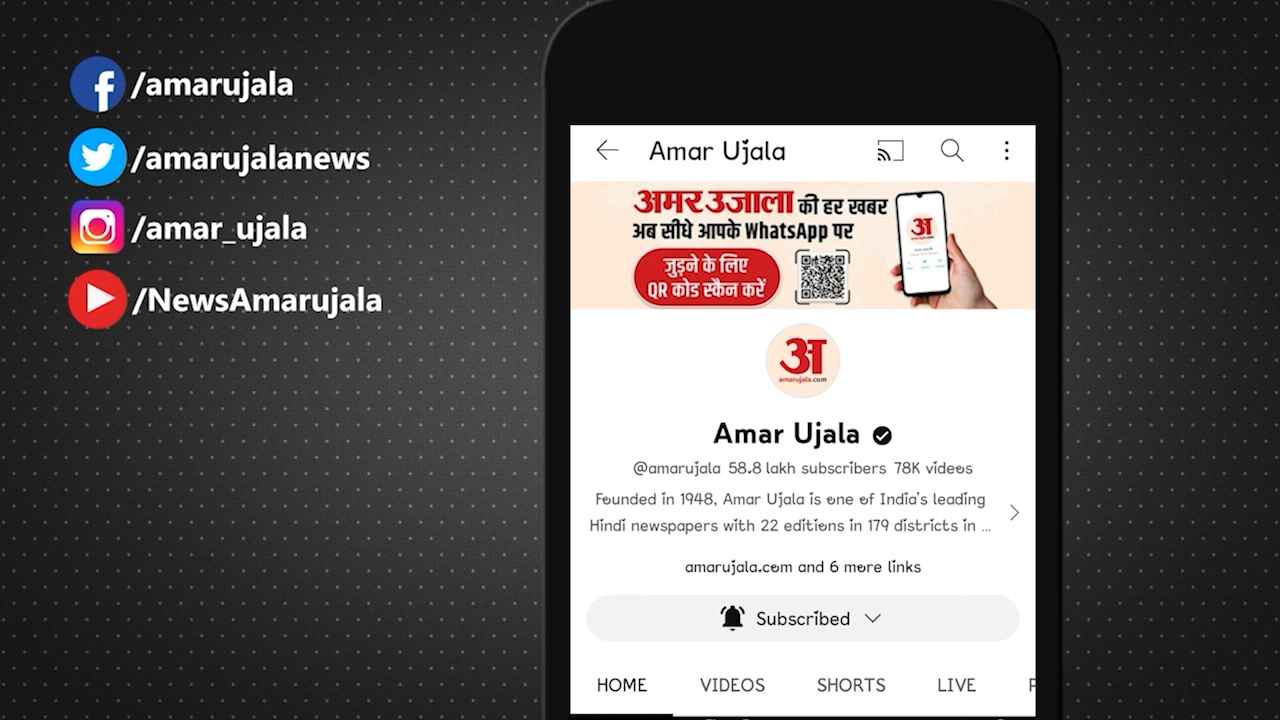 /amarujala
/amarujalanews
/amar_ujala
/NewsAmarujala
Amar Ujala
अमर उजाला की हर खबर
अब सीधे आपके WhatsApp पर
जुड़ने के लिए
QR कोड स्कैन करें
अ
अ
amarujala.com
Amar Ujala
@amarujala 58.8 lakh subscribers 78K videos
Founded in 1948, Amar Ujala is one of India's leading
Hindi newspapers with 22 editions in 179 districts in ...
amarujala.com and 6 more links
Subscribed
HOME VIDEOS SHORTS LIVE